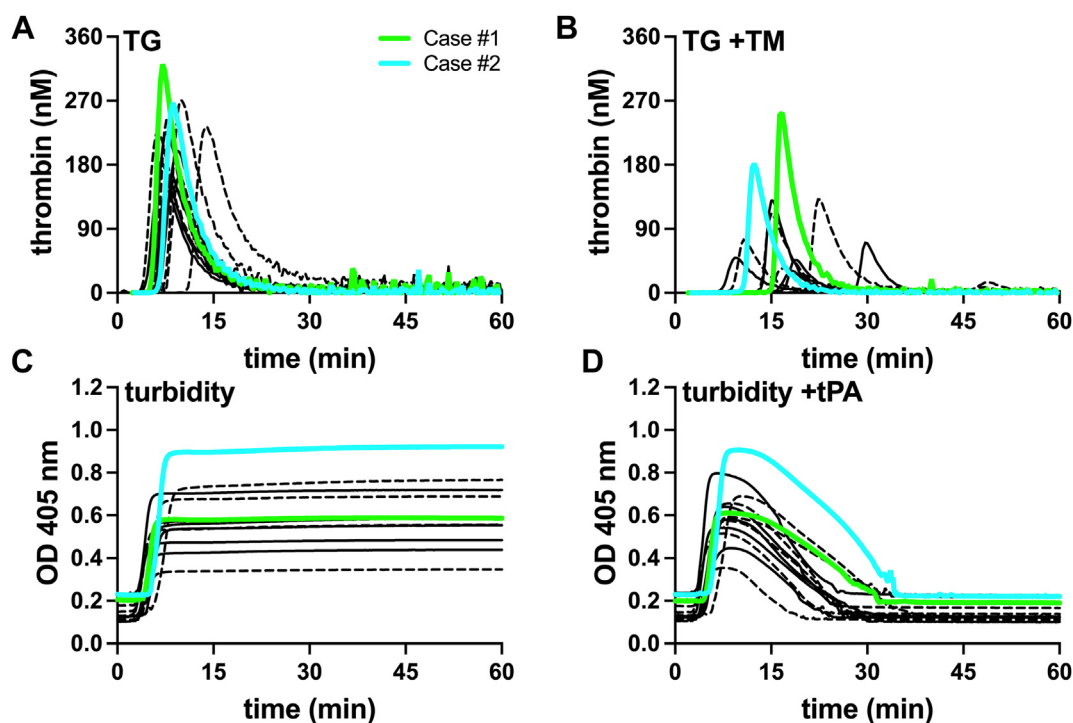 A
TG
thrombin (nM)
360
270
180
90
0
0 15 30 45 60
time (min)
Case #1
Case #2
B
TG +TM
thrombin (nM)
360
270
180
90
0
0 15 30 45 60
time (min)
C
turbidity
OD 405 nm
1.2
1.0
0.8
0.6
0.4
0.2
0.0
0 15 30 45 60
time (min)
D
turbidity +tPA
OD 405 nm
1.2
1.0
0.8
0.6
0.4
0.2
0.0
0 15 30 45 60
time (min)